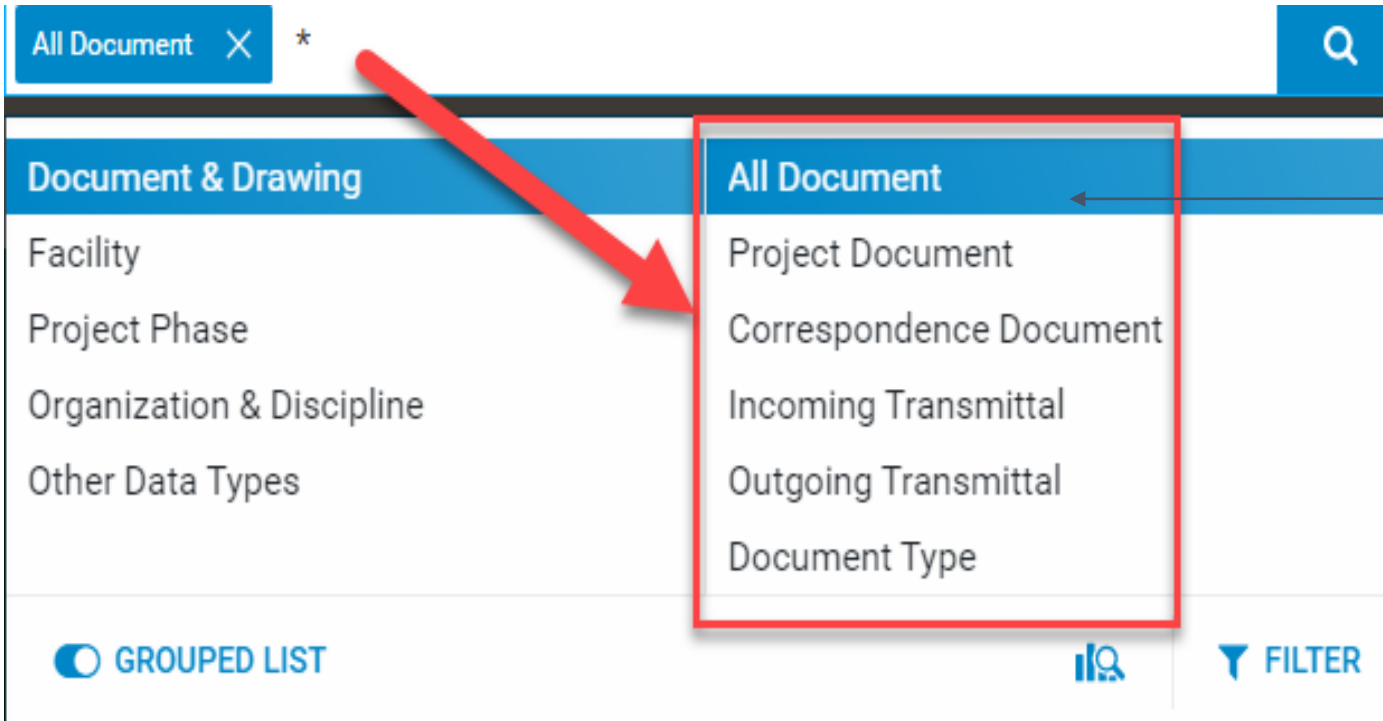 All Document *
Document & Drawing
Facility
Project Phase
Organization & Discipline
Other Data Types
All Document
Project Document
Correspondence Document
Incoming Transmittal
Outgoing Transmittal
Document Type
GROUPED LIST
FILTER